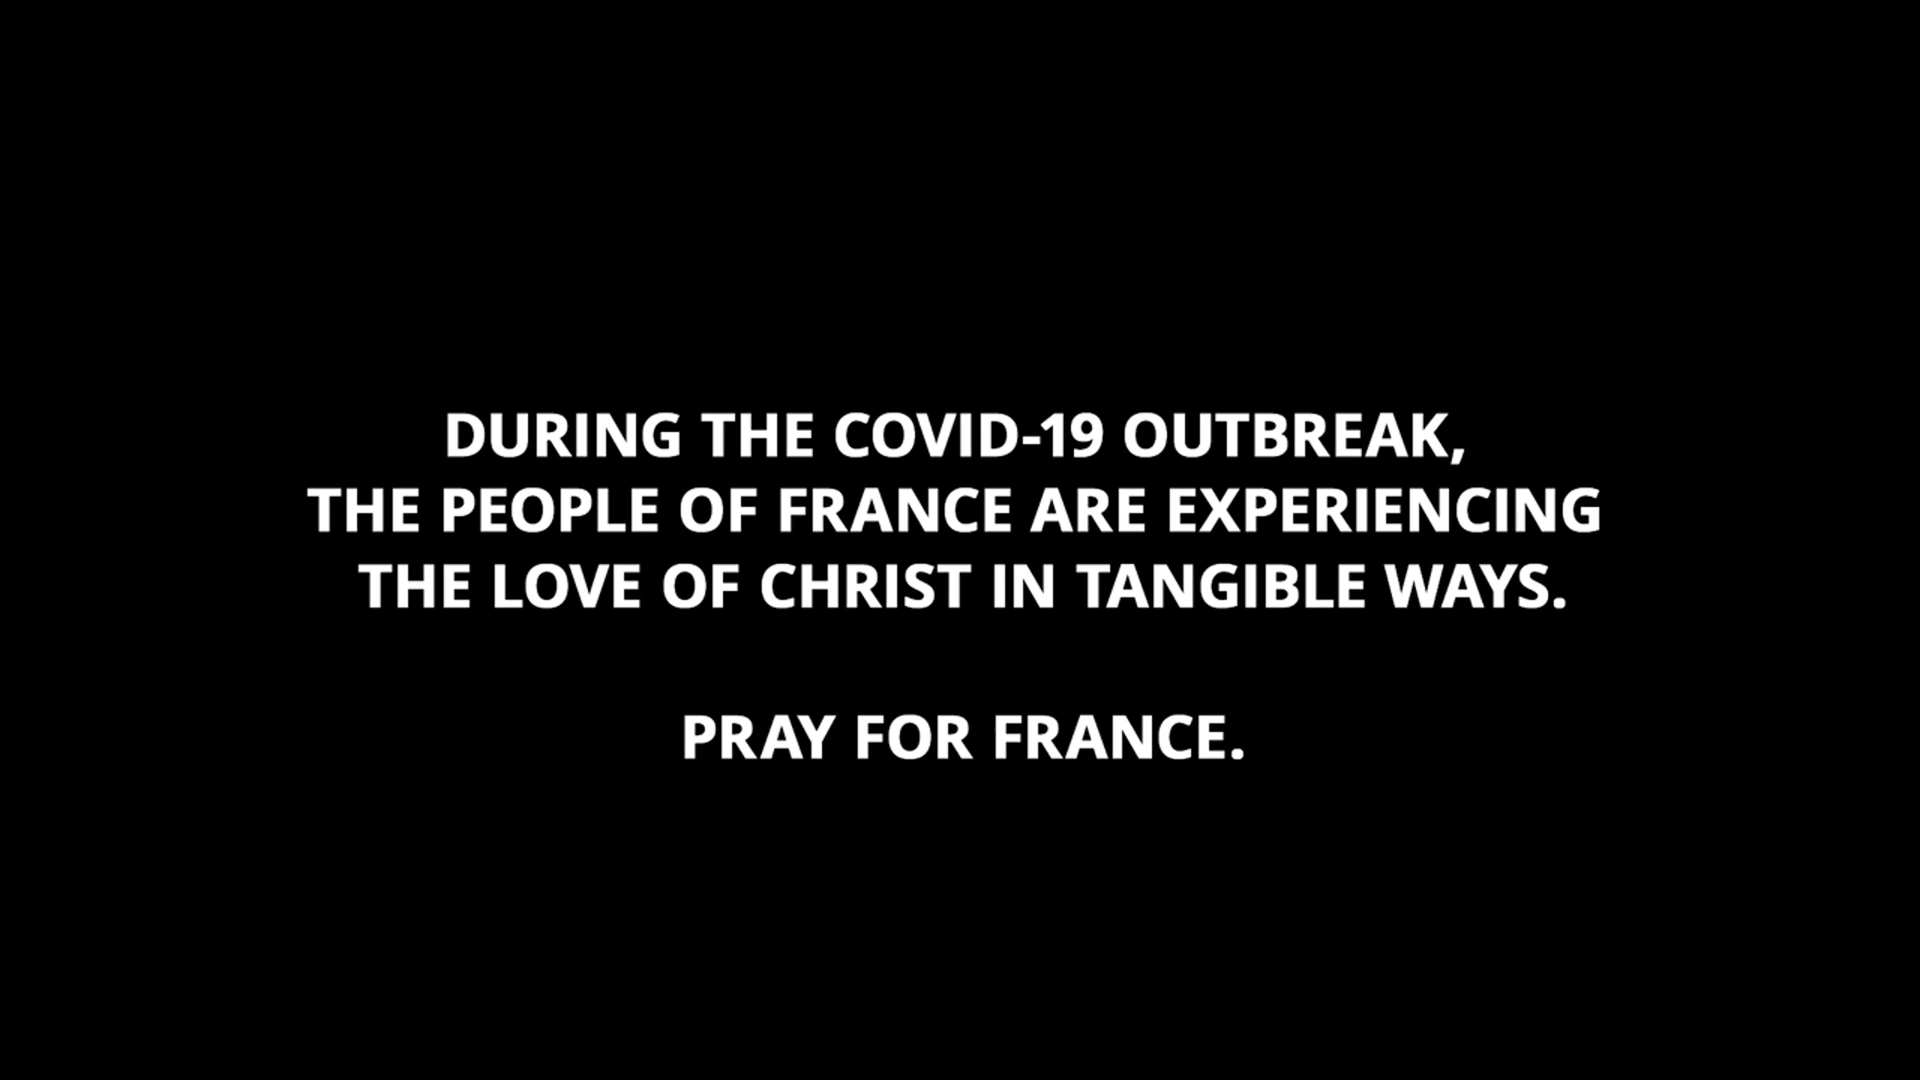 DURING THE COVID-19 OUTBREAK,
THE PEOPLE OF FRANCE ARE EXPERIENCING
THE LOVE OF CHRIST IN TANGIBLE WAYS.
PRAY FOR FRANCE.